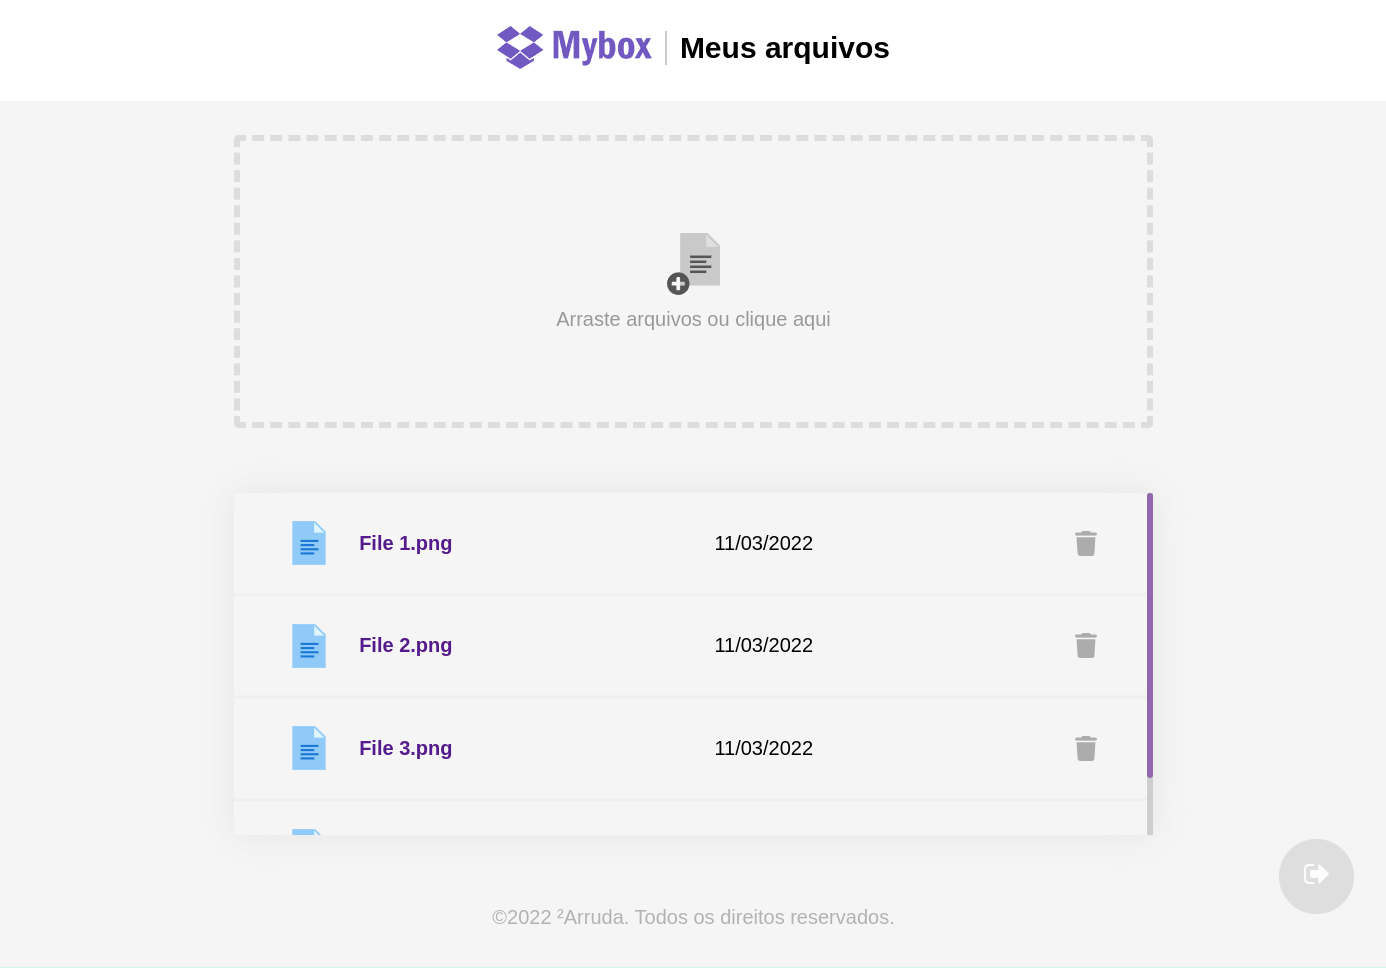 Mybox
Meus arquivos
Arraste arquivos ou clique aqui
File 1.png 11/03/2022
File 2.png 11/03/2022
File 3.png 11/03/2022
©2022 ²Arruda. Todos os direitos reservados.